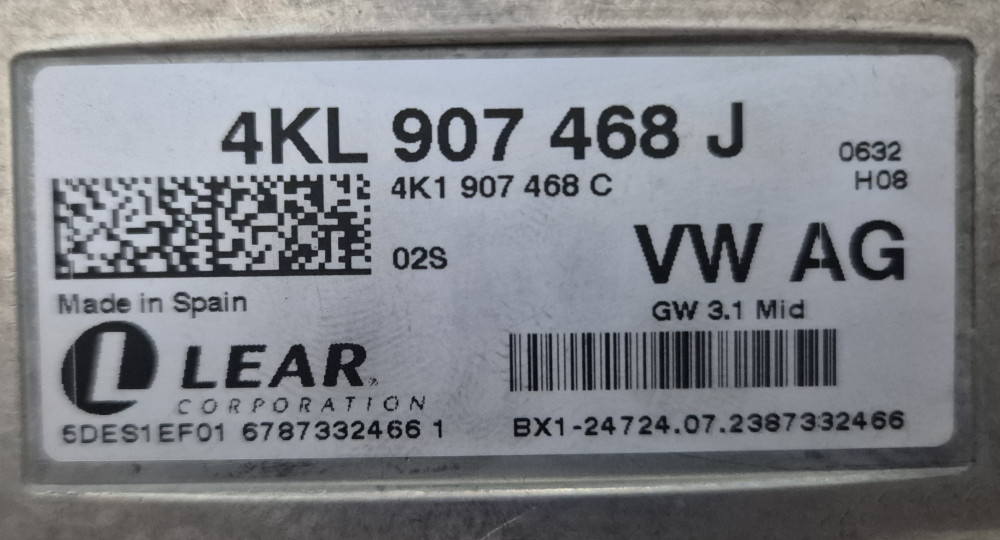 4KL 907 468 J
0632
4K1 907 468 C
H08
02S
VW AG
Made in Spain
GW 3.1 Mid
LEAR
CORPORATION
5DES1EF01 6787332466 1
BX1-24724.07.2387332466